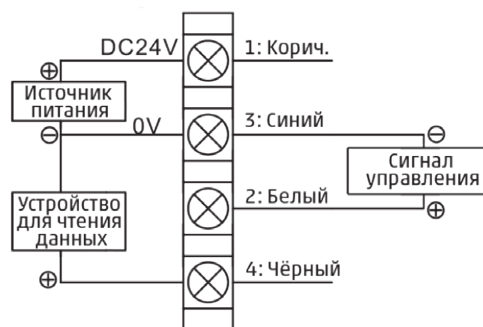 DC24V
1: Корич.
⊕
Источник
питания
⊖
0V
3: Синий
⊖
Сигнал
управления
⊕
2: Белый
Устройство
для чтения
данных
⊕
4: Чёрный